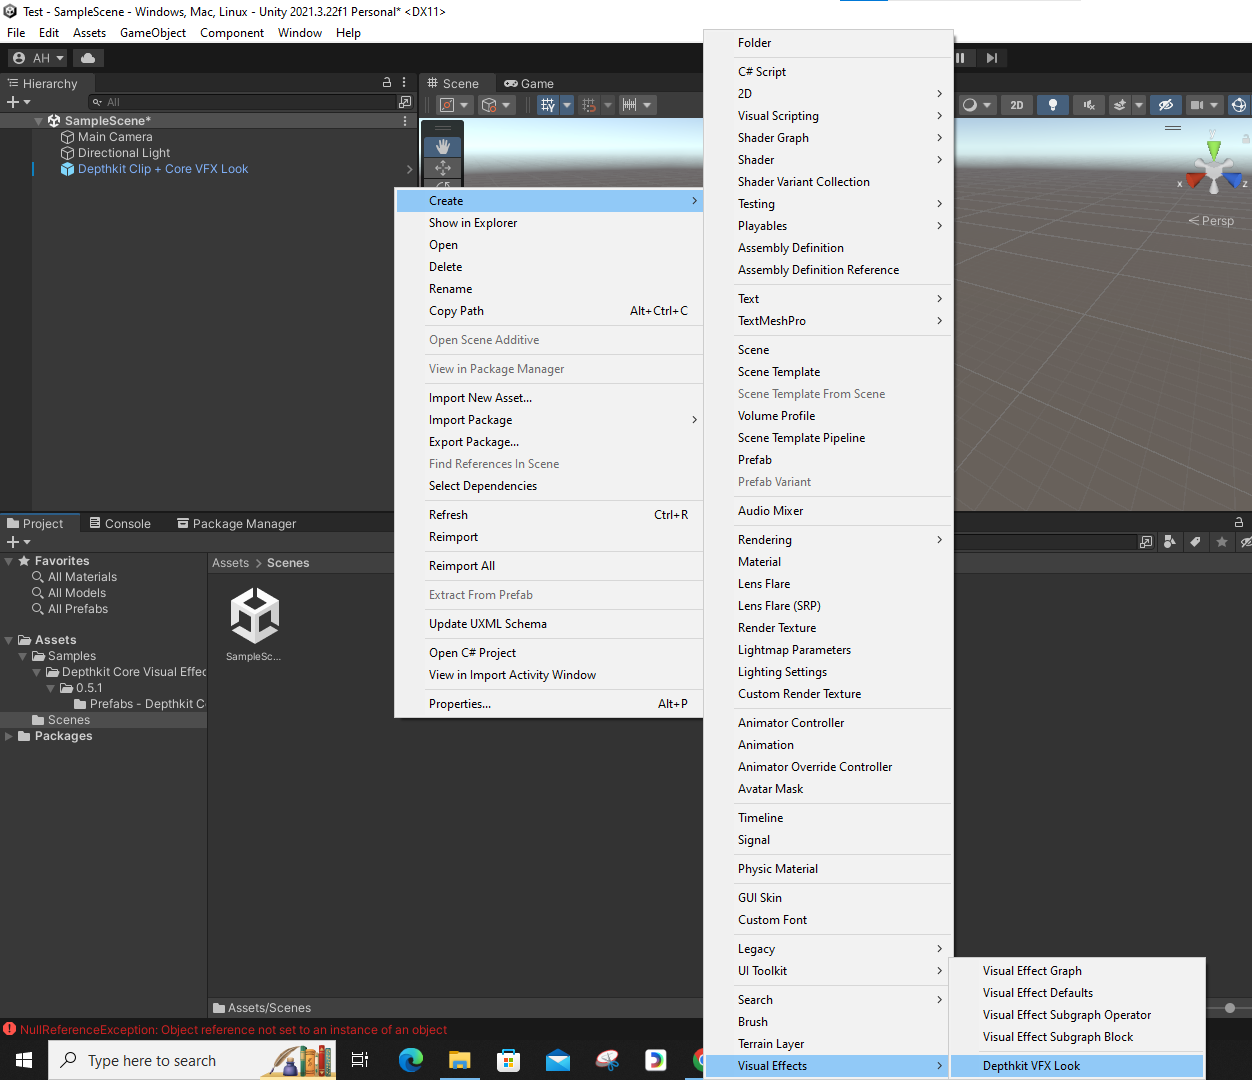 Test - SampleScene - Windows, Mac, Linux - Unity 2021.3.22f1 Personal* <DX11>
File Edit Assets GameObject Component Window Help
AH
Hierarchy
All
SampleScene*
Main Camera
Directional Light
Depthkit Clip + Core VFX Look
Scene Game
2D
Persp
y
x
z
Create
Show in Explorer
Open
Delete
Rename
Copy Path Alt+Ctrl+C
Open Scene Additive
View in Package Manager
Import New Asset...
Import Package
Export Package...
Find References In Scene
Select Dependencies
Refresh Ctrl+R
Reimport
Reimport All
Extract From Prefab
Update UXML Schema
Open C# Project
View in Import Activity Window
Properties... Alt+P
Folder
C# Script
2D
Visual Scripting
Shader Graph
Shader
Shader Variant Collection
Testing
Playables
Assembly Definition
Assembly Definition Reference
Text
TextMeshPro
Scene
Scene Template
Scene Template From Scene
Volume Profile
Scene Template Pipeline
Prefab
Prefab Variant
Audio Mixer
Rendering
Material
Lens Flare
Lens Flare (SRP)
Render Texture
Lightmap Parameters
Lighting Settings
Custom Render Texture
Animator Controller
Animation
Animator Override Controller
Avatar Mask
Timeline
Signal
Physic Material
GUI Skin
Custom Font
Legacy
UI Toolkit
Search
Brush
Terrain Layer
Visual Effects
Visual Effect Graph
Visual Effect Defaults
Visual Effect Subgraph Operator
Visual Effect Subgraph Block
Depthkit VFX Look
Project Console Package Manager
Favorites
All Materials
All Models
All Prefabs
Assets
Samples
Depthkit Core Visual Effec
0.5.1
Prefabs - Depthkit C
Scenes
Packages
Assets > Scenes
SampleSc...
Assets/Scenes
NullReferenceException: Object reference not set to an instance of an object
Type here to search